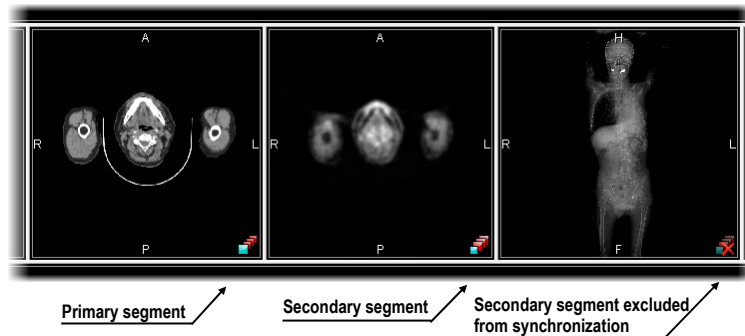 A
A
H
R
L
R
L
R
L
P
P
F
Primary segment
Secondary segment
Secondary segment excluded
from synchronization